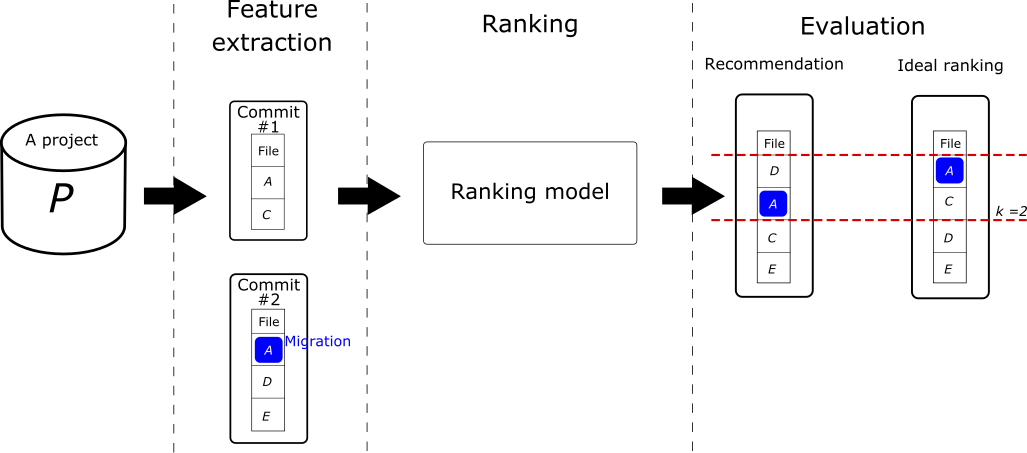 Feature
extraction
Ranking
Evaluation
Recommendation
Ideal ranking
A project
P
Commit
#1
File
A
C
Commit
#2
File
A
Migration
D
E
Ranking model
File
D
A
C
E
File
A
C
k =2
D
E